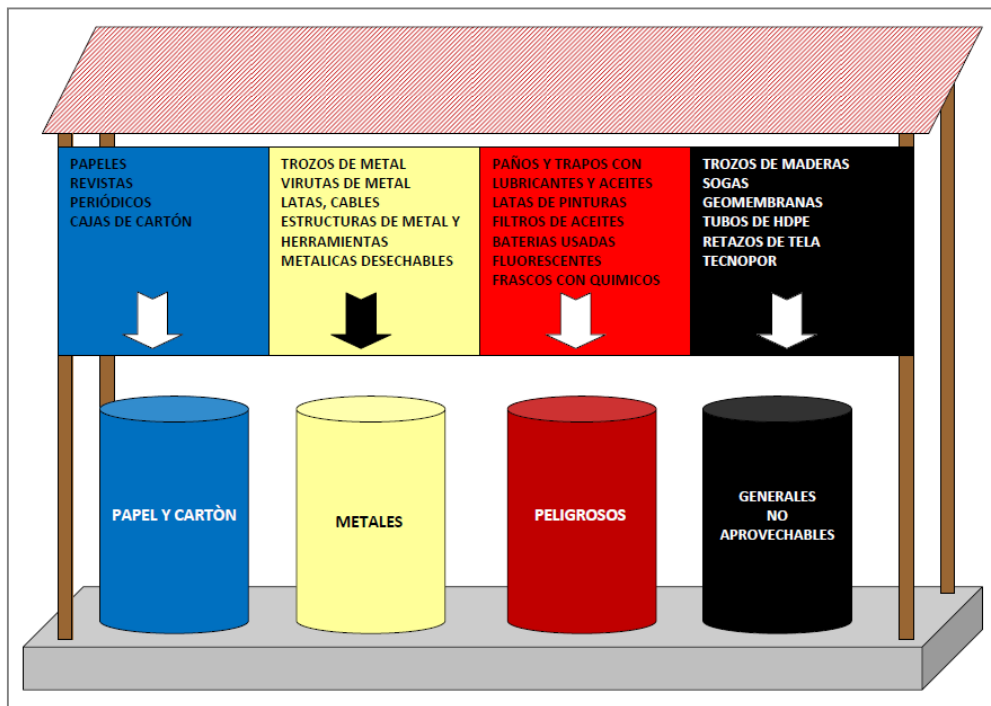 PAPELES
REVISTAS
PERIÓDICOS
CAJAS DE CARTÓN
TROZOS DE METAL
VIRUTAS DE METAL
LATAS, CABLES
ESTRUCTURAS DE METAL Y
HERRAMIENTAS
METALICAS DESECHABLES
PAÑOS Y TRAPOS CON
LUBRICANTES Y ACEITES
LATAS DE PINTURAS
FILTROS DE ACEITES
BATERIAS USADAS
FLUORESCENTES
FRASCOS CON QUIMICOS
TROZOS DE MADERAS
SOGAS
GEOMEMBRANAS
TUBOS DE HDPE
RETAZOS DE TELA
TECNOPOR
PAPEL Y CARTÒN
METALES
PELIGROSOS
GENERALES
NO
APROVECHABLES